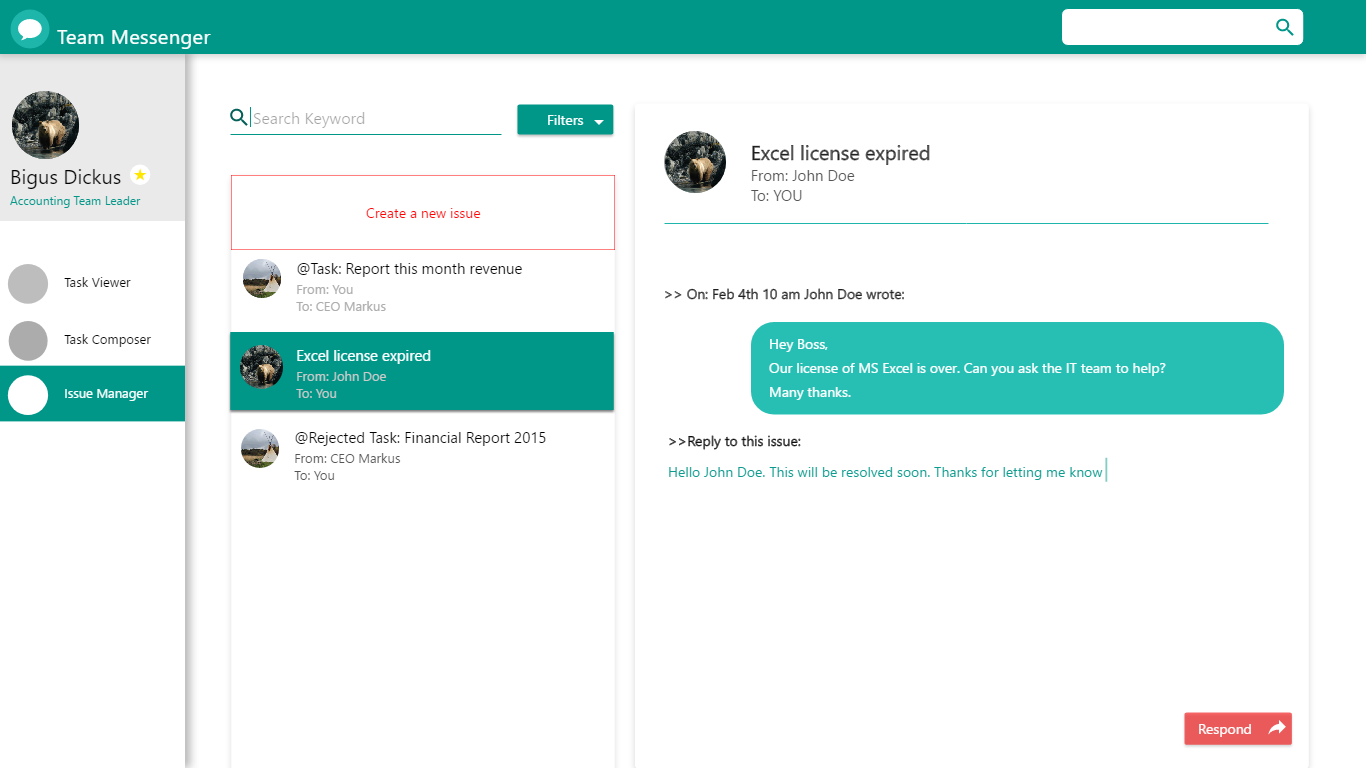 Team Messenger
Bigus Dickus
Accounting Team Leader
Task Viewer
Task Composer
Issue Manager
Search Keyword
Filters
Create a new issue
@Task: Report this month revenue
From: You
To: CEO Markus
Excel license expired
From: John Doe
To: You
@Rejected Task: Financial Report 2015
From: CEO Markus
To: You
Excel license expired
From: John Doe
To: YOU
>> On: Feb 4th 10 am John Doe wrote:
Hey Boss,
Our license of MS Excel is over. Can you ask the IT team to help?
Many thanks.
>>Reply to this issue:
Hello John Doe. This will be resolved soon. Thanks for letting me know
Respond